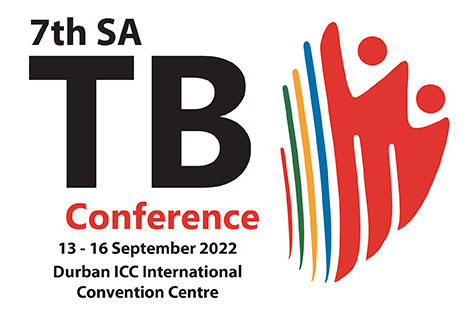 7th SA
TB
Conference
13 - 16 September 2022
Durban ICC International
Convention Centre